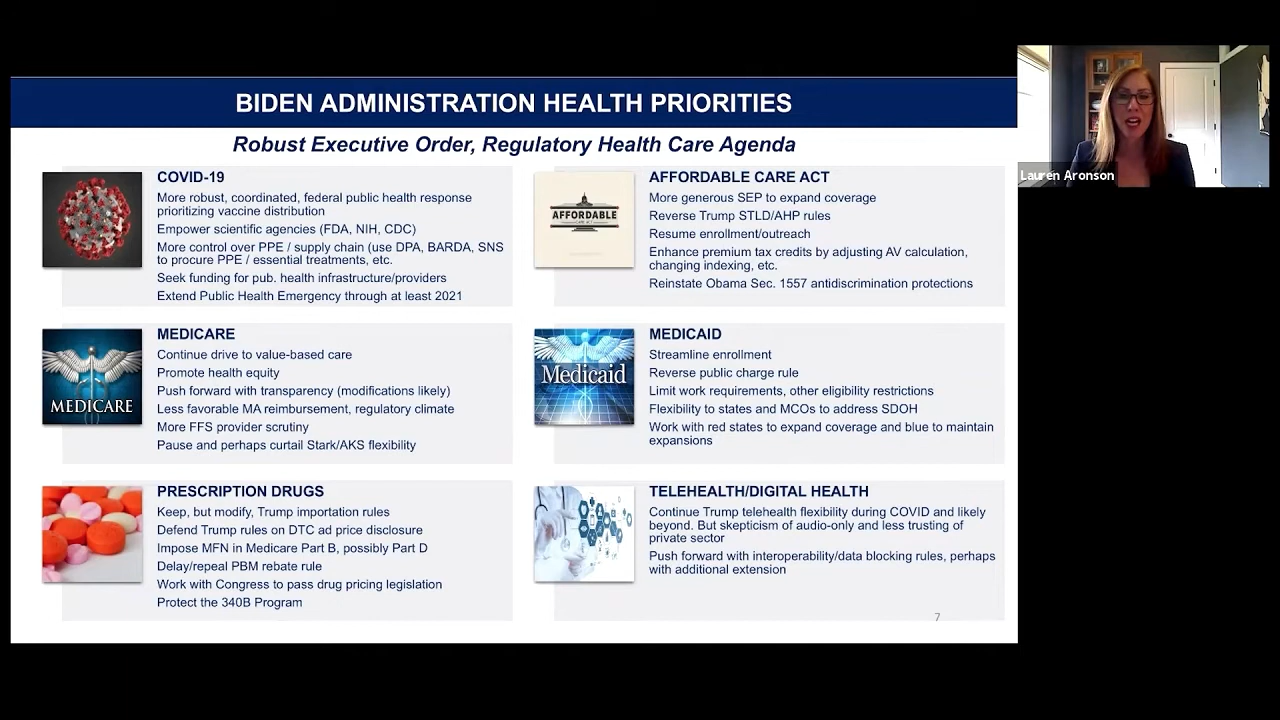 BIDEN ADMINISTRATION HEALTH PRIORITIES
Robust Executive Order, Regulatory Health Care Agenda
COVID-19
More robust, coordinated, federal public health response
prioritizing vaccine distribution
Empower scientific agencies (FDA, NIH, CDC)
More control over PPE / supply chain (use DPA, BARDA, SNS
to procure PPE / essential treatments, etc.
Seek funding for pub. health infrastructure/providers
Extend Public Health Emergency through at least 2021
AFFORDABLE
AFFORDABLE CARE ACT
More generous SEP to expand coverage
Reverse Trump STLD/AHP rules
Resume enrollment/outreach
Enhance premium tax credits by adjusting AV calculation,
changing indexing, etc.
Reinstate Obama Sec. 1557 antidiscrimination protections
MEDICARE
MEDICARE
Continue drive to value-based care
Promote health equity
Push forward with transparency (modifications likely)
Less favorable MA reimbursement, regulatory climate
More FFS provider scrutiny
Pause and perhaps curtail Stark/AKS flexibility
Medicaid
MEDICAID
Streamline enrollment
Reverse public charge rule
Limit work requirements, other eligibility restrictions
Flexibility to states and MCOs to address SDOH
Work with red states to expand coverage and blue to maintain
expansions
PRESCRIPTION DRUGS
Keep, but modify, Trump importation rules
Defend Trump rules on DTC ad price disclosure
Impose MFN in Medicare Part B, possibly Part D
Delay/repeal PBM rebate rule
Work with Congress to pass drug pricing legislation
Protect the 340B Program
TELEHEALTH/DIGITAL HEALTH
Continue Trump telehealth flexibility during COVID and likely
beyond. But skepticism of audio-only and less trusting of
private sector
Push forward with interoperability/data blocking rules, perhaps
with additional extension
7
Lauren Aronson